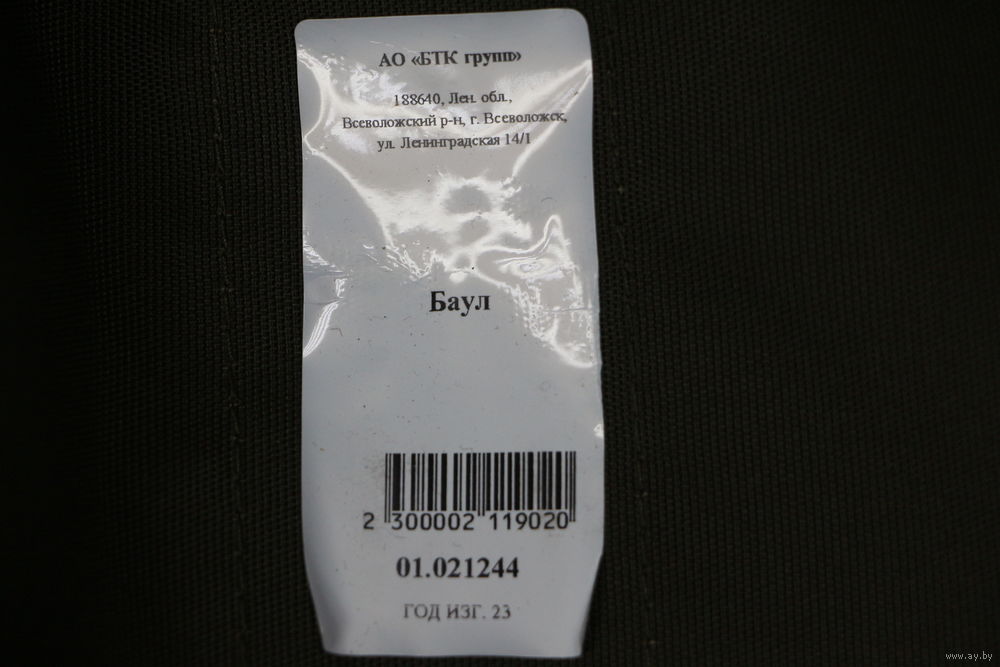 АО «БТК групп»
188640, Лен. обл.,
Всеволожский р-н, г. Всеволожск,
ул. Ленинградская 14/1
Баул
2 300002 119020
01.021244
ГОД ИЗГ. 23
www.ay.by